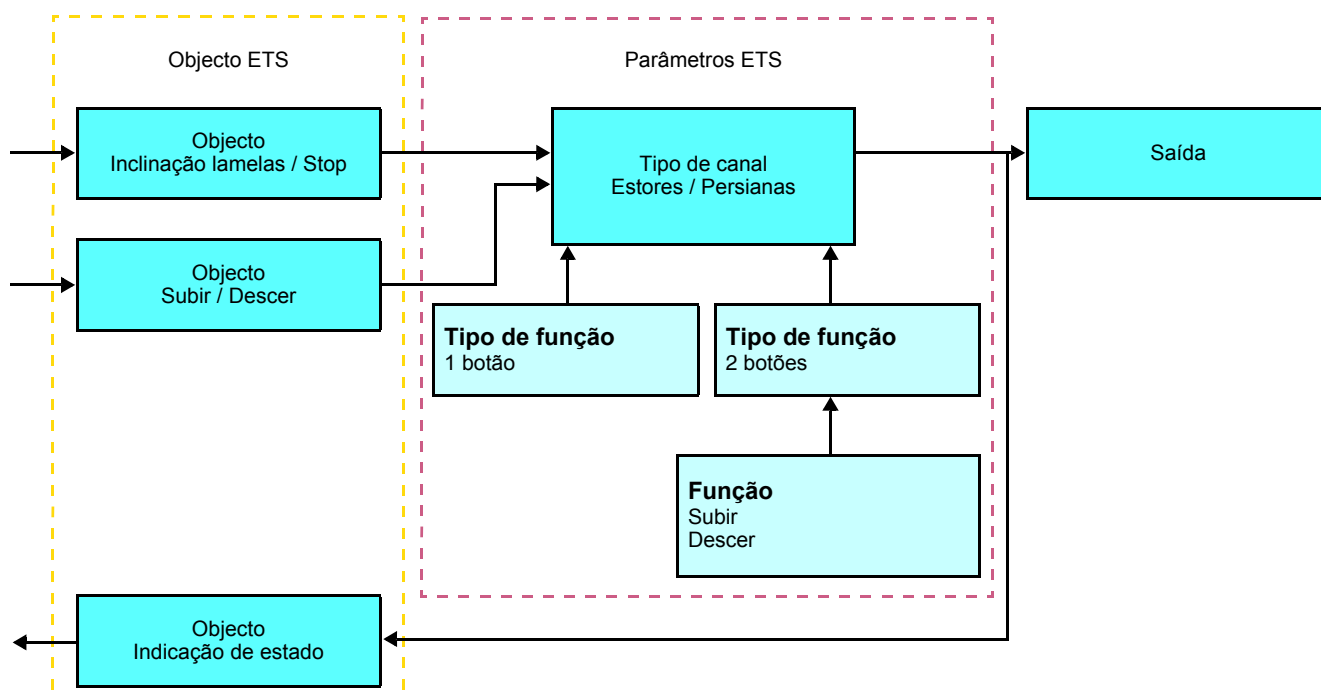 Objecto ETS
Parâmetros ETS
Objecto
Inclinação lamelas / Stop
Tipo de canal
Estores / Persianas
Saída
Objecto
Subir / Descer
Tipo de função
1 botão
Tipo de função
2 botões
Função
Subir
Descer
Objecto
Indicação de estado